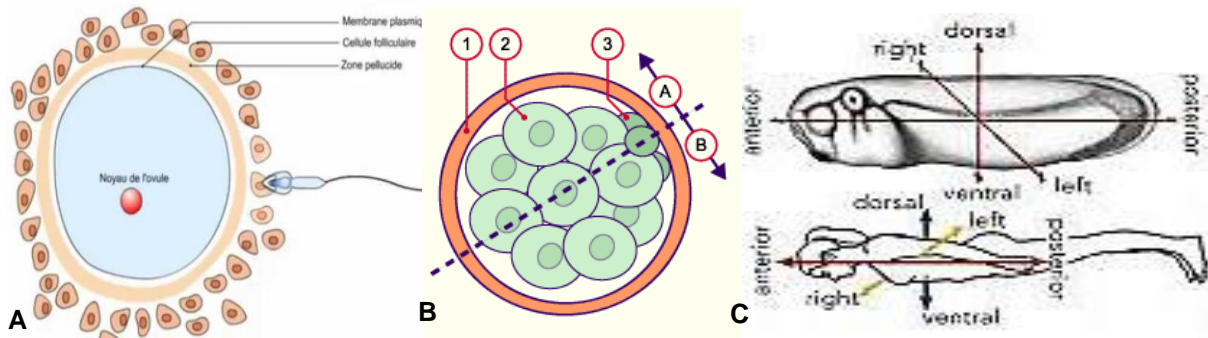 Membrane plasmiq
Cellule folliculaire
Zone pellucide
Noyau de l'ovule
A
1
2
3
A
B
B
dorsal
right
anterior
posterior
ventral
left
dorsal
left
anterior
posterior
right
ventral
C